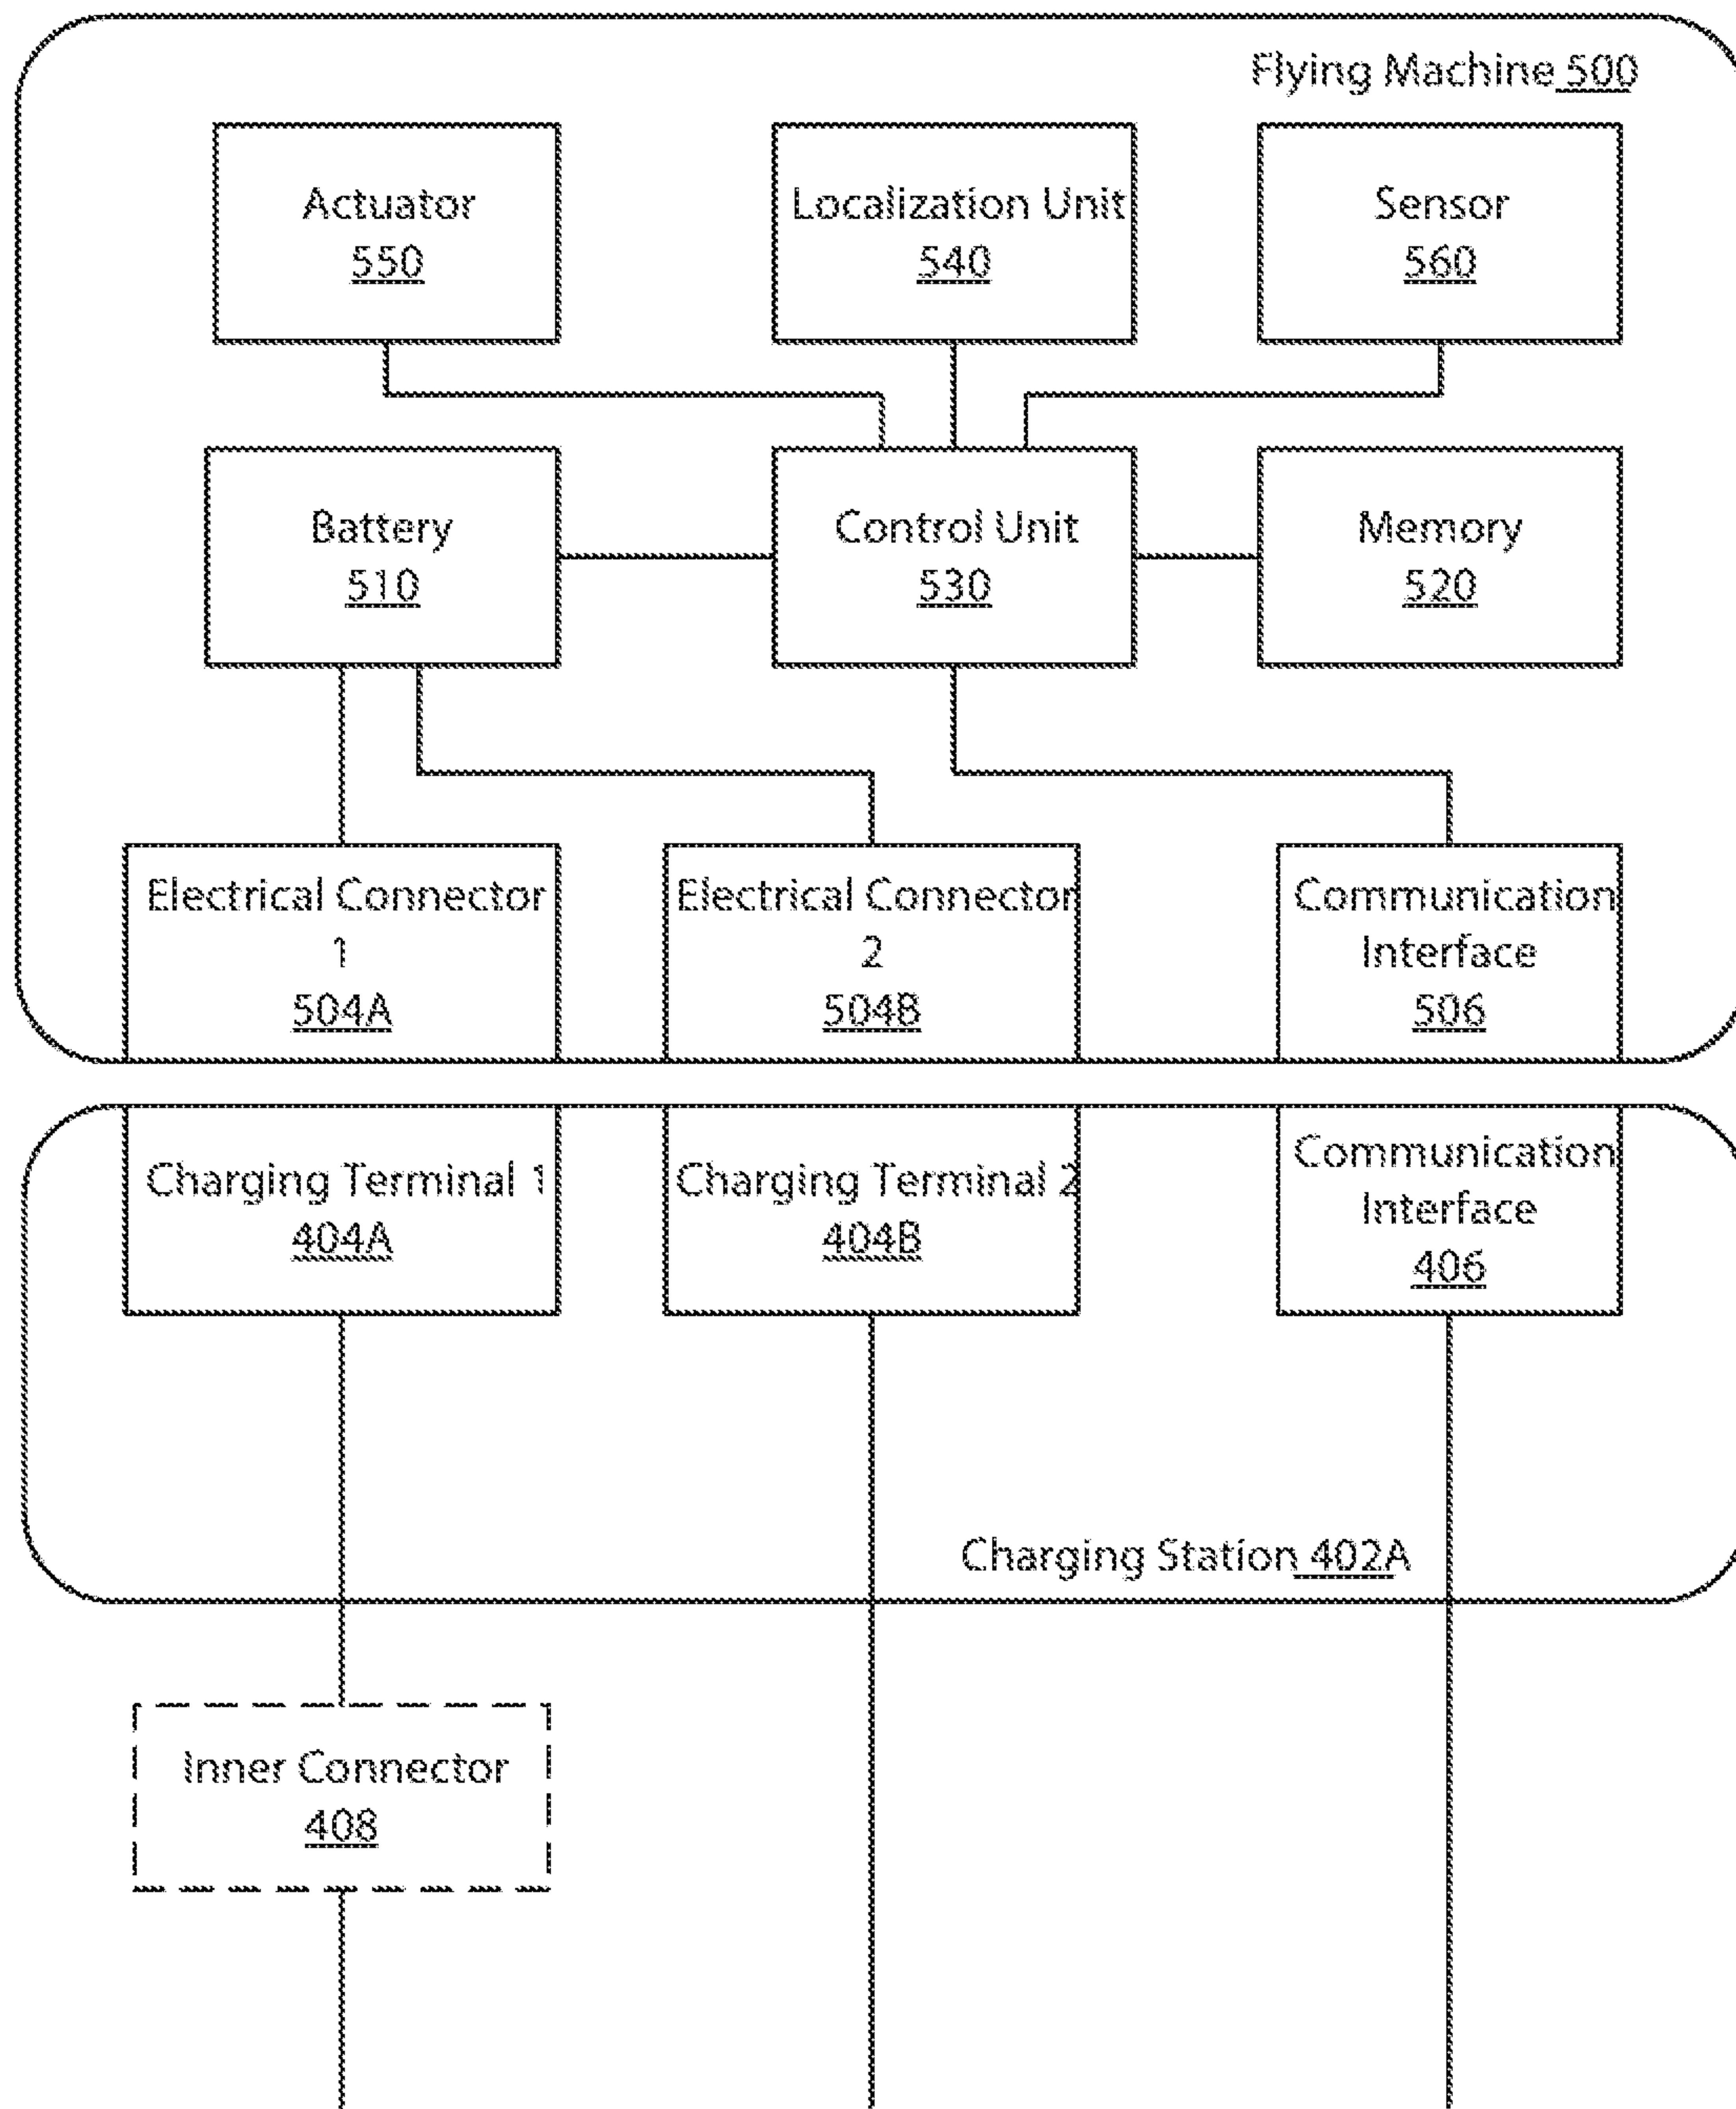 Flying Machine 500
Actuator
550
Localization Unit
540
Sensor
560
Battery
510
Control Unit
530
Memory
520
Electrical Connector
1
504A
Electrical Connector
2
504B
Communication
Interface
506
Charging Terminal 1
404A
Charging Terminal 2
404B
Communication
Interface
406
Charging Station 402A
Inner Connector
408